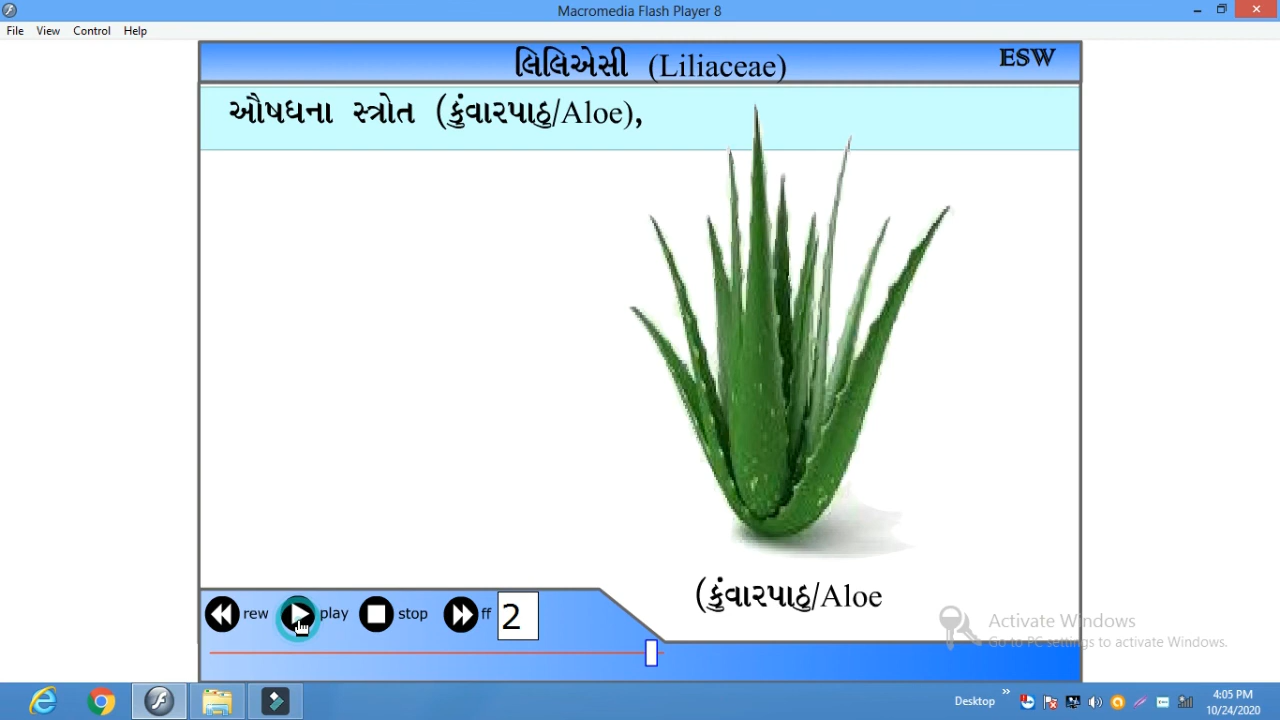 Macromedia Flash Player 8
File View Control Help
લિલિએસી (Liliaceae)
ESW
ઔષધના સ્ત્રોત (કુંવારપાઠુ/Aloe),
(કુંવારપાઠુ/Aloe
rew play stop ff 2
Activate Windows
Go to PC settings to activate Windows.
Desktop
4:05 PM
10/24/2020